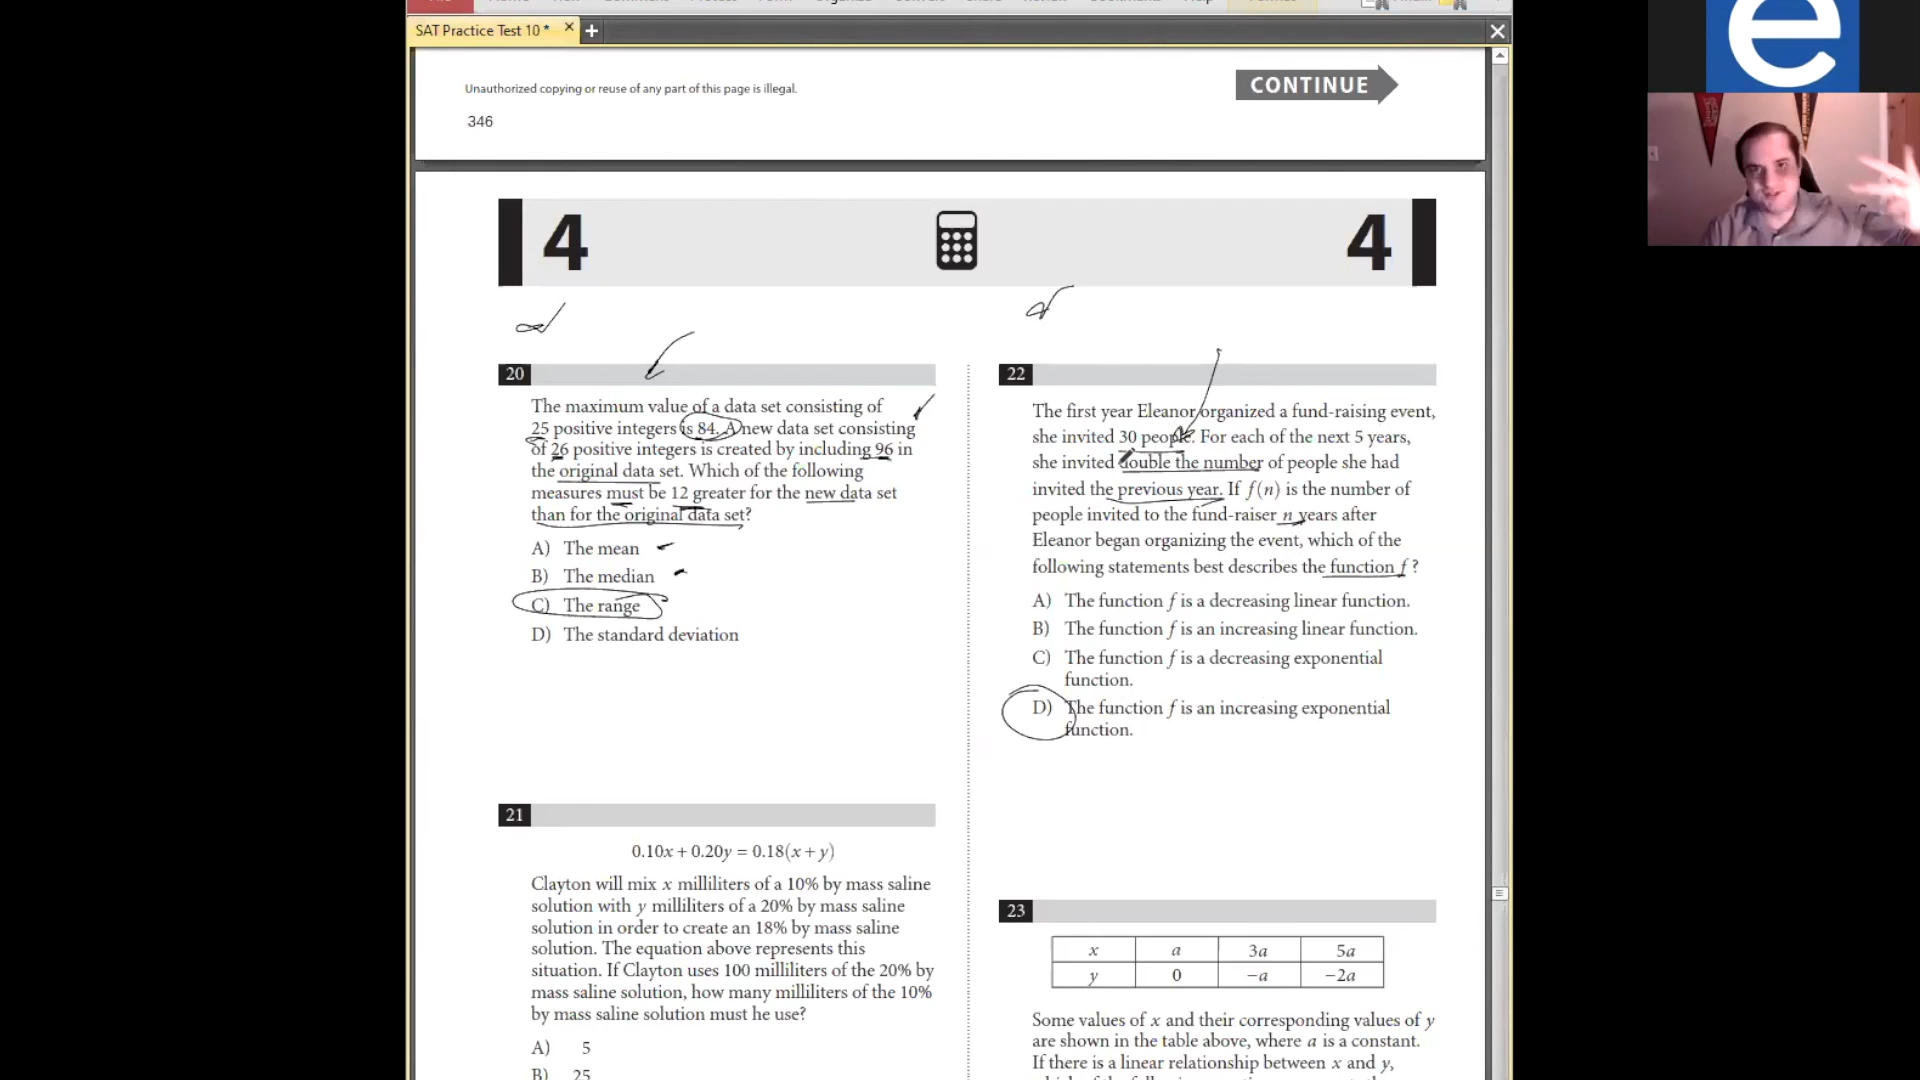 SAT Practice Test 10 *
Unauthorized copying or reuse of any part of this page is illegal.
CONTINUE
346
e
4
4
20
The maximum value of a data set consisting of
25 positive integers is 84. A new data set consisting
of 26 positive integers is created by including 96 in
the original data set. Which of the following
measures must be 12 greater for the new data set
than for the original data set?
A) The mean
B) The median
C) The range
D) The standard deviation
21
0.10x + 0.20y = 0.18(x + y)
Clayton will mix x milliliters of a 10% by mass saline
solution with y milliliters of a 20% by mass saline
solution in order to create an 18% by mass saline
solution. The equation above represents this
situation. If Clayton uses 100 milliliters of the 20% by
mass saline solution, how many milliliters of the 10%
by mass saline solution must he use?
A) 5
B) 25
22
The first year Eleanor organized a fund-raising event,
she invited 30 people. For each of the next 5 years,
she invited double the number of people she had
invited the previous year. If f(n) is the number of
people invited to the fund-raiser n years after
Eleanor began organizing the event, which of the
following statements best describes the function f ?
A) The function f is a decreasing linear function.
B) The function f is an increasing linear function.
C) The function f is a decreasing exponential
function.
D) The function f is an increasing exponential
function.
23
x a 3a 5a
y 0 −a −2a
Some values of x and their corresponding values of y
are shown in the table above, where a is a constant.
If there is a linear relationship between x and y,